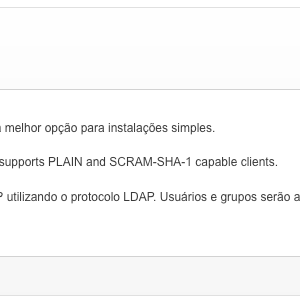 melhor opção para instalações simples.
supports PLAIN and SCRAM-SHA-1 capable clients.
utilizando o protocolo LDAP. Usuários e grupos serão a